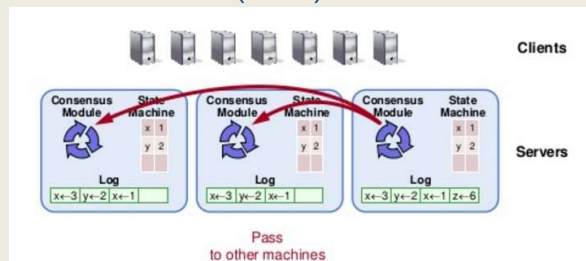 Clients
Consensus Module
State Machine
x 1
y 2
Log
x←3 y←2 x←1
Consensus Module
State Machine
x 1
y 2
Log
x←3 y←2 x←1
Consensus Module
State Machine
x 1
y 2
Log
x←3 y←2 x←1 z←6
Servers
Pass
to other machines